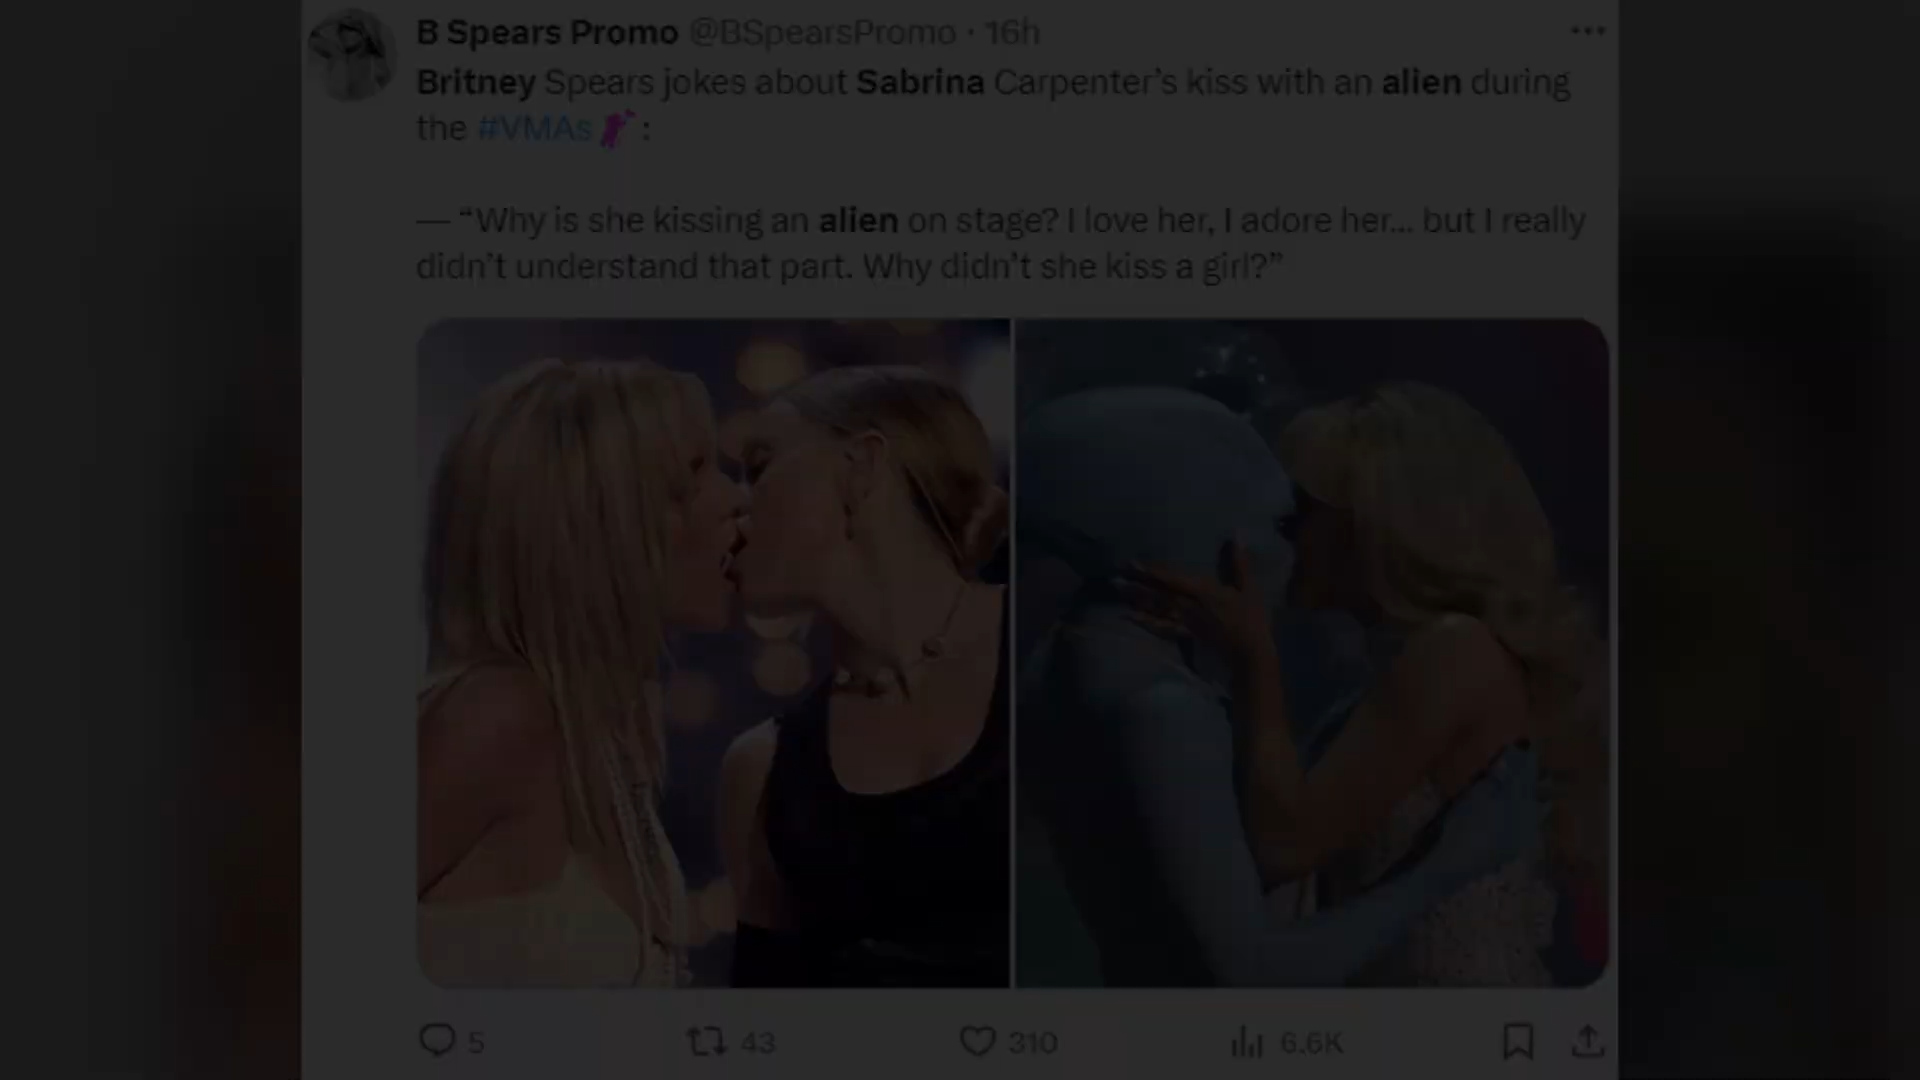 B Spears Promo @BSpearsPromo · 16h
Britney Spears jokes about Sabrina Carpenter's kiss with an alien during
the #VMAs :
— “Why is she kissing an alien on stage? I love her, I adore her... but I really
didn't understand that part. Why didn't she kiss a girl?”
5 43 310 6.6K